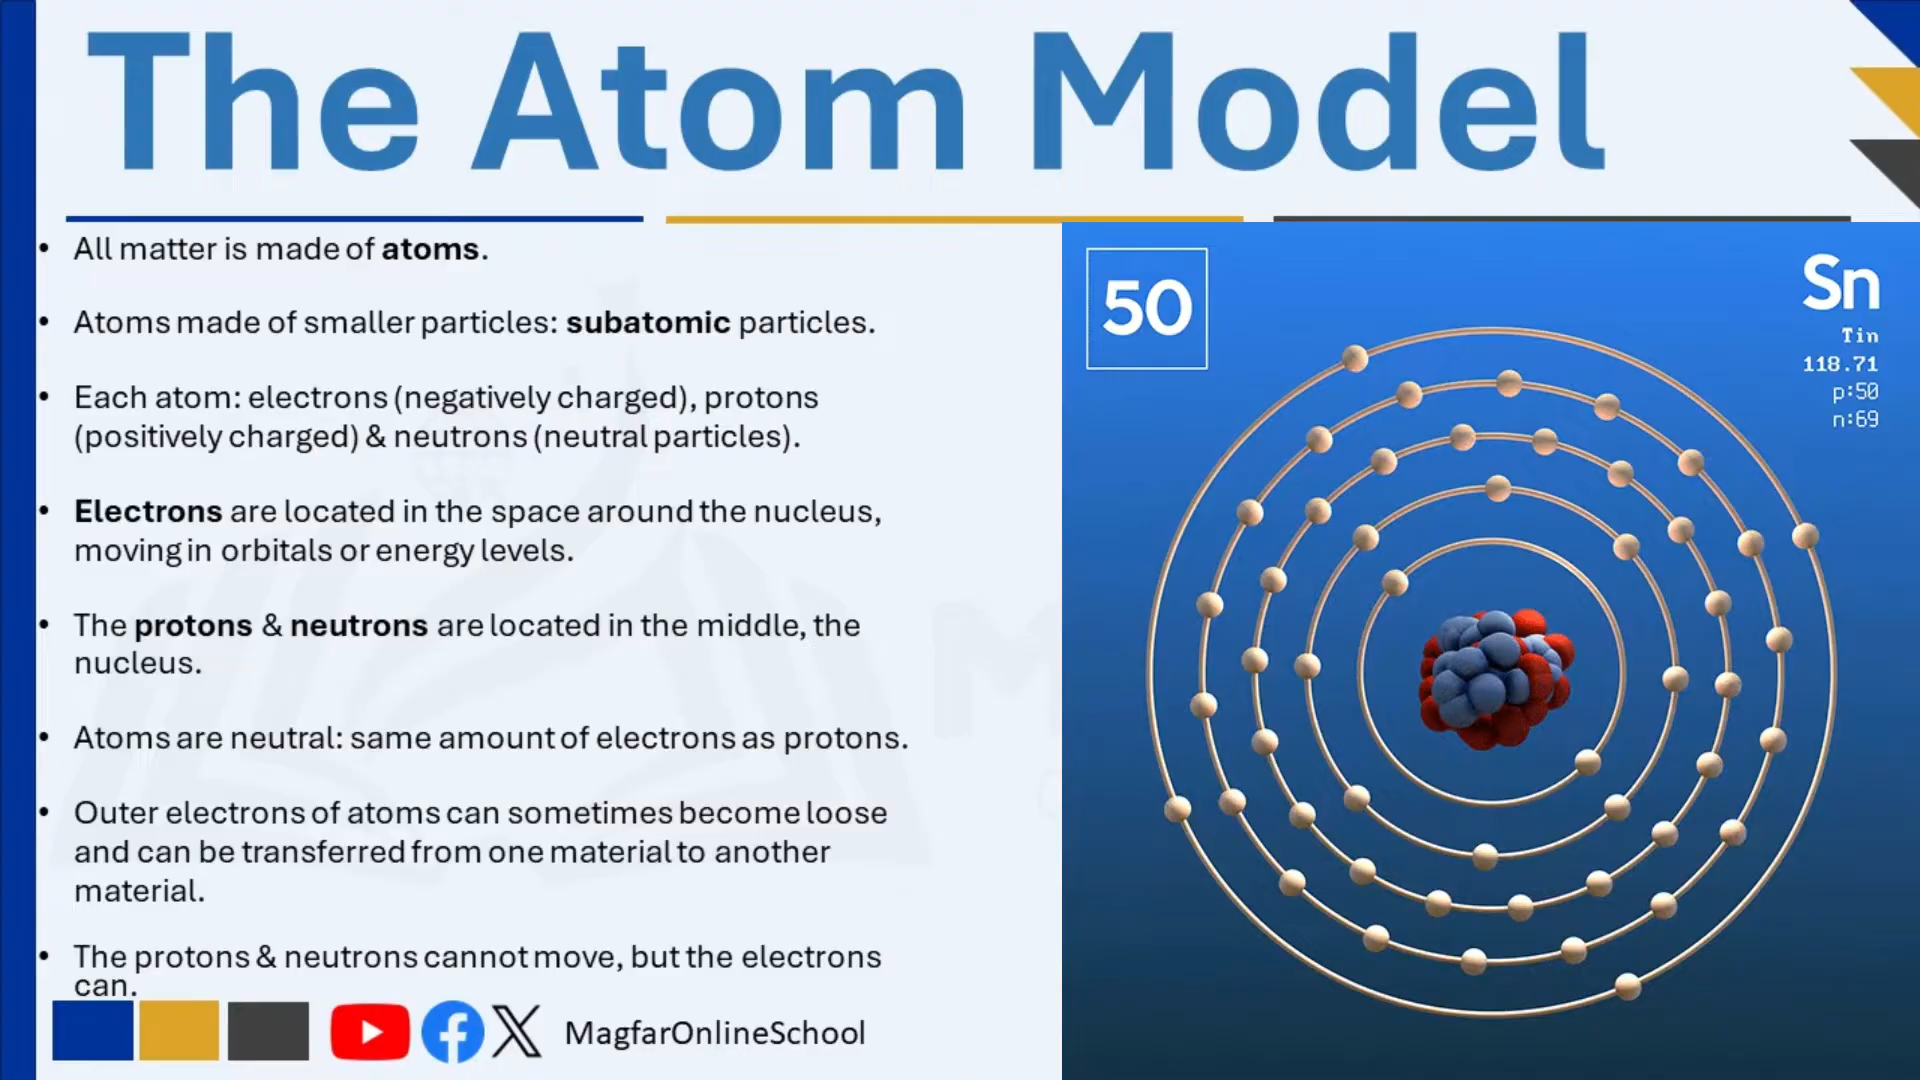 The Atom Model
• All matter is made of atoms.
• Atoms made of smaller particles: subatomic particles.
• Each atom: electrons (negatively charged), protons
(positively charged) & neutrons (neutral particles).
• Electrons are located in the space around the nucleus,
moving in orbitals or energy levels.
• The protons & neutrons are located in the middle, the
nucleus.
• Atoms are neutral: same amount of electrons as protons.
• Outer electrons of atoms can sometimes become loose
and can be transferred from one material to another
material.
• The protons & neutrons cannot move, but the electrons
can.
MagfarOnlineSchool
50
Sn
Tin
118.71
p:50
n:69